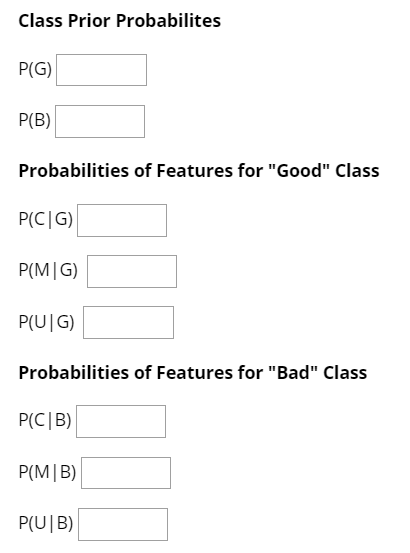 Class Prior Probabilites
P(G)
P(B)
Probabilities of Features for "Good" Class
P(C|G)
P(M|G)
P(U|G)
Probabilities of Features for "Bad" Class
P(C|B)
P(M|B)
P(U|B)